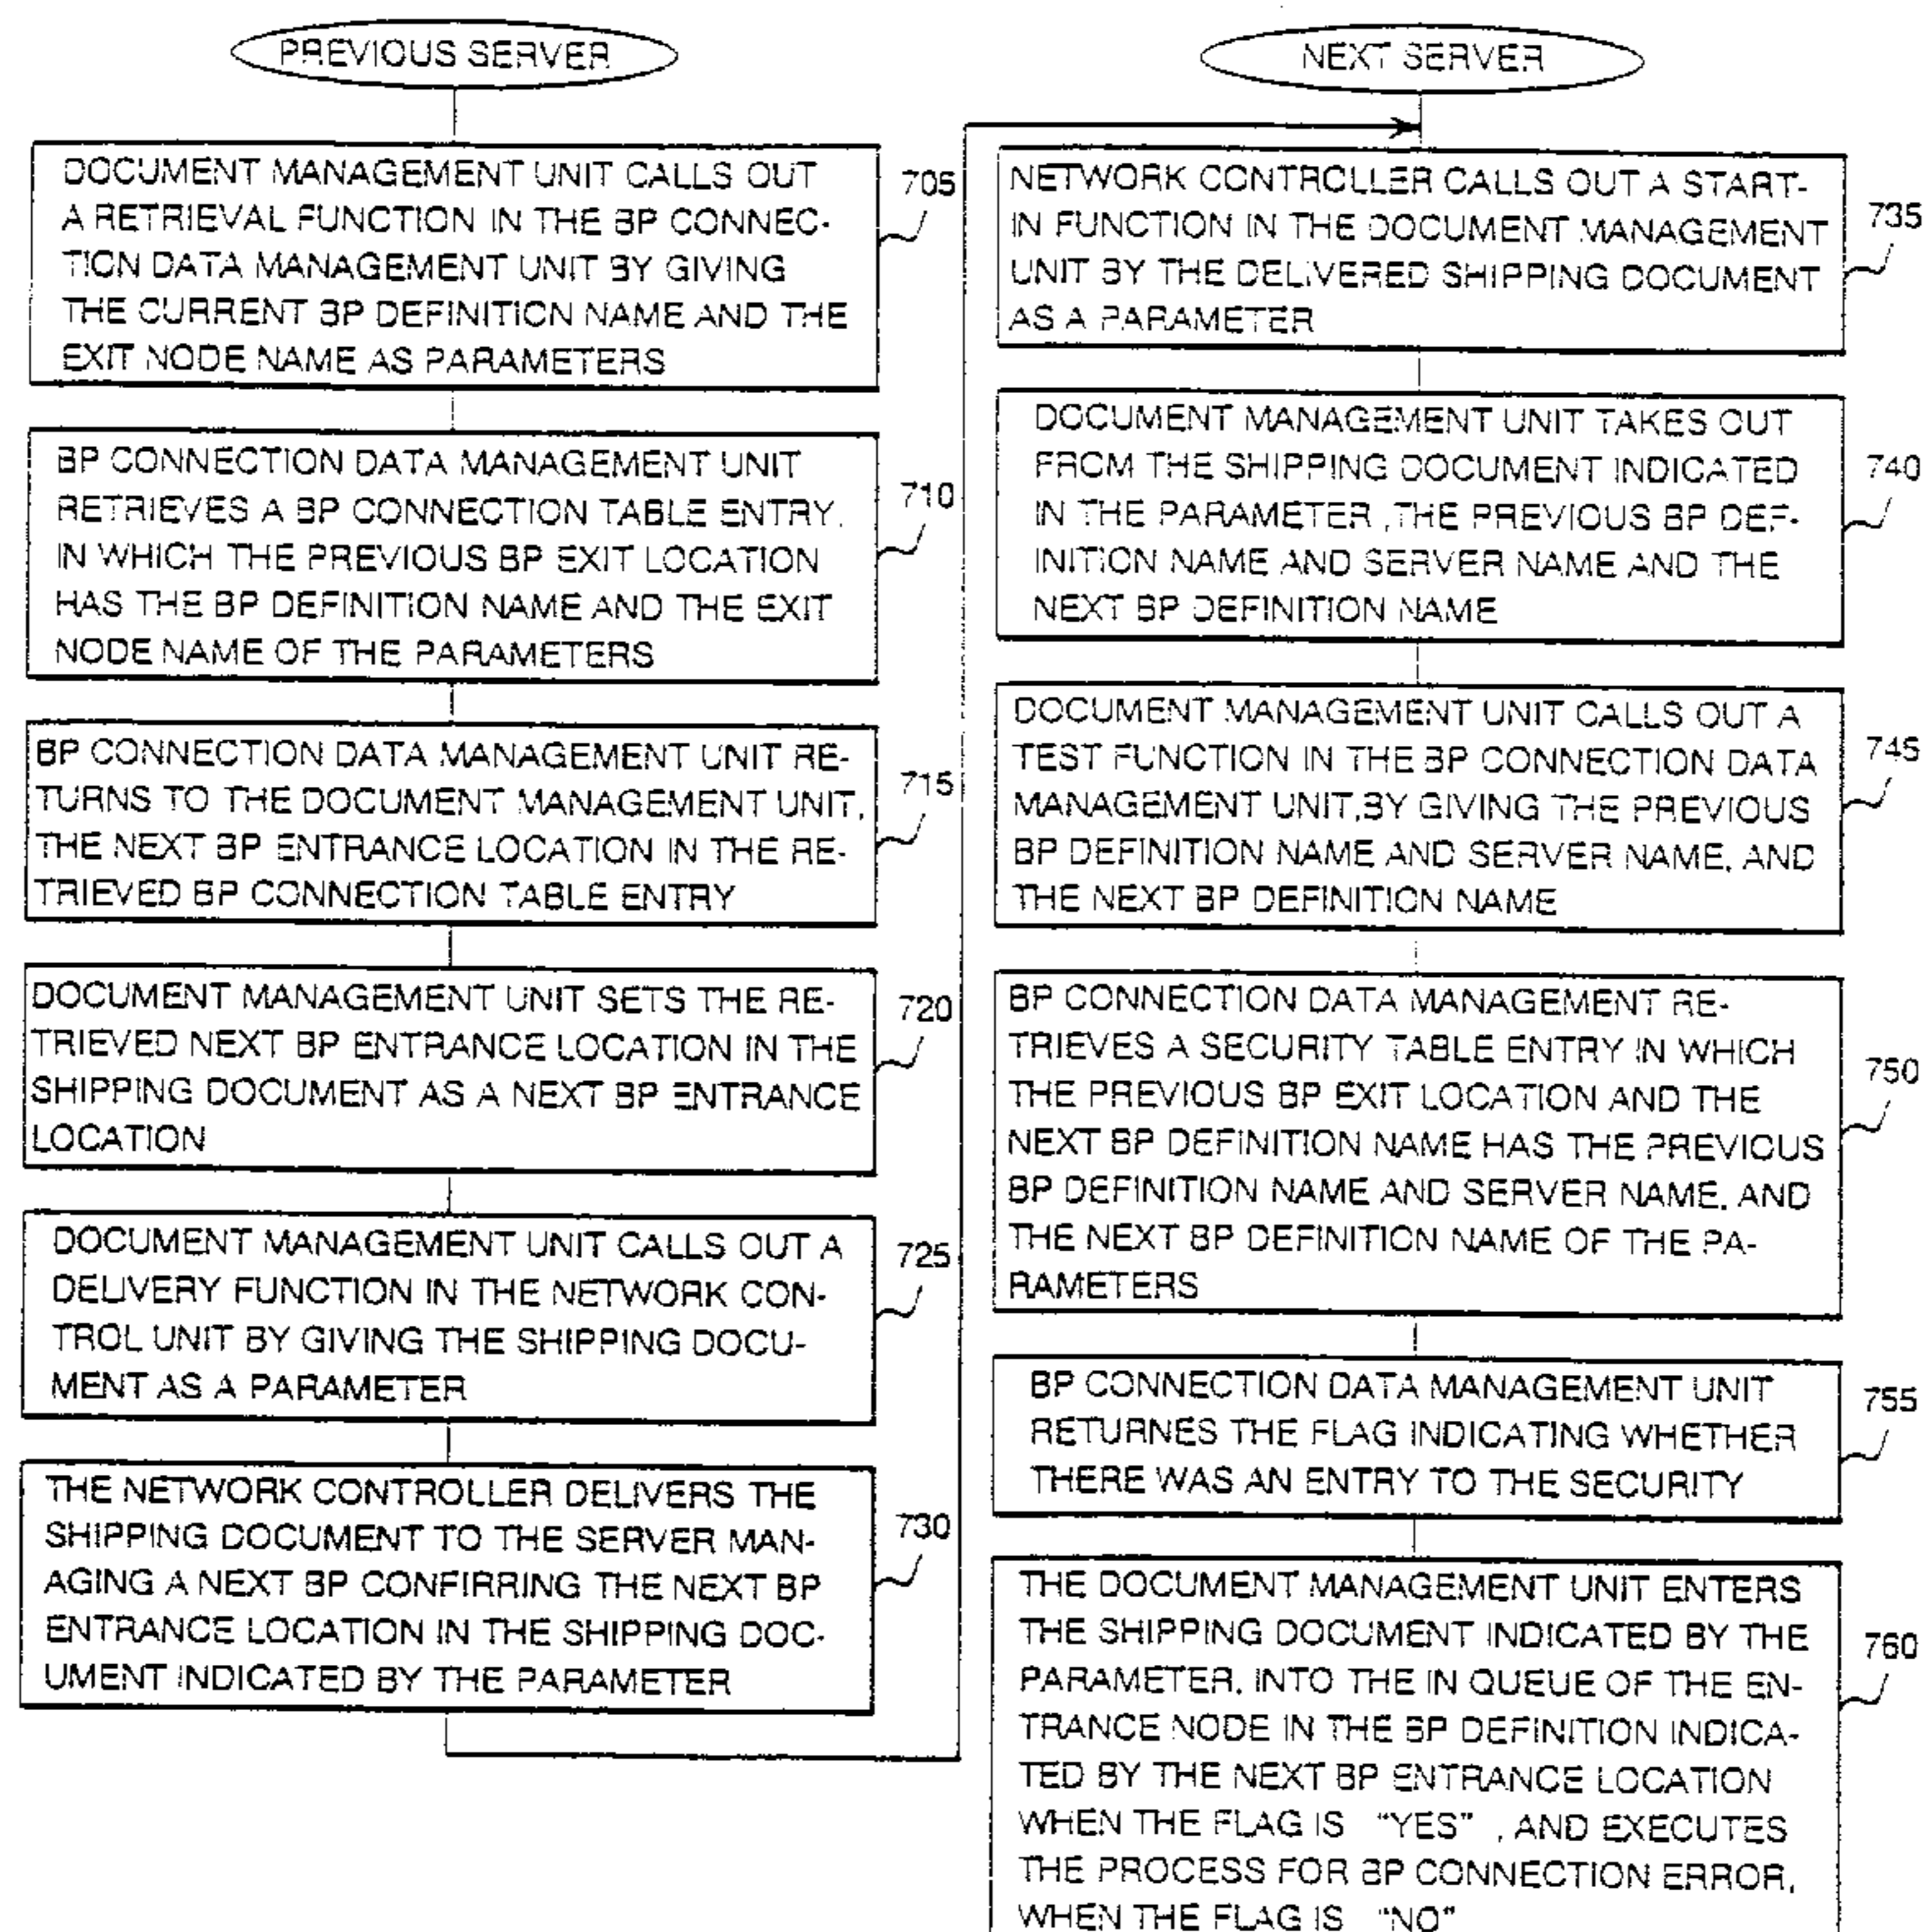 PREVIOUS SERVER
DOCUMENT MANAGEMENT UNIT CALLS OUT
A RETRIEVAL FUNCTION IN THE BP CONNEC-
TION DATA MANAGEMENT UNIT BY GIVING
THE CURRENT BP DEFINITION NAME AND THE
EXIT NODE NAME AS PARAMETERS
705
BP CONNECTION DATA MANAGEMENT UNIT
RETRIEVES A BP CONNECTION TABLE ENTRY,
IN WHICH THE PREVIOUS BP EXIT LOCATION
HAS THE BP DEFINITION NAME AND THE EXIT
NODE NAME OF THE PARAMETERS
710
BP CONNECTION DATA MANAGEMENT UNIT RE-
TURNS TO THE DOCUMENT MANAGEMENT UNIT,
THE NEXT BP ENTRANCE LOCATION IN THE RE-
TRIEVED BP CONNECTION TABLE ENTRY
715
DOCUMENT MANAGEMENT UNIT SETS THE RE-
TRIEVED NEXT BP ENTRANCE LOCATION IN THE
SHIPPING DOCUMENT AS A NEXT BP ENTRANCE
LOCATION
720
DOCUMENT MANAGEMENT UNIT CALLS OUT A
DELIVERY FUNCTION IN THE NETWORK CON-
TROL UNIT BY GIVING THE SHIPPING DOCU-
MENT AS A PARAMETER
725
THE NETWORK CONTROLLER DELIVERS THE
SHIPPING DOCUMENT TO THE SERVER MAN-
AGING A NEXT BP CONFIRRING THE NEXT BP
ENTRANCE LOCATION IN THE SHIPPING DOC-
UMENT INDICATED BY THE PARAMETER
730
NEXT SERVER
NETWORK CONTROLLER CALLS OUT A START-
IN FUNCTION IN THE DOCUMENT MANAGEMENT
UNIT BY THE DELIVERED SHIPPING DOCUMENT
AS A PARAMETER
735
DOCUMENT MANAGEMENT UNIT TAKES OUT
FROM THE SHIPPING DOCUMENT INDICATED
IN THE PARAMETER ,THE PREVIOUS BP DEF-
INITION NAME AND SERVER NAME AND THE
NEXT BP DEFINITION NAME
740
DOCUMENT MANAGEMENT UNIT CALLS OUT A
TEST FUNCTION IN THE BP CONNECTION DATA
MANAGEMENT UNIT,BY GIVING THE PREVIOUS
BP DEFINITION NAME AND SERVER NAME, AND
THE NEXT BP DEFINITION NAME
745
BP CONNECTION DATA MANAGEMENT RE-
TRIEVES A SECURITY TABLE ENTRY IN WHICH
THE PREVIOUS BP EXIT LOCATION AND THE
NEXT BP DEFINITION NAME HAS THE PREVIOUS
BP DEFINITION NAME AND SERVER NAME, AND
THE NEXT BP DEFINITION NAME OF THE PA-
RAMETERS
750
BP CONNECTION DATA MANAGEMENT UNIT
RETURNES THE FLAG INDICATING WHETHER
THERE WAS AN ENTRY TO THE SECURITY
755
THE DOCUMENT MANAGEMENT UNIT ENTERS
THE SHIPPING DOCUMENT INDICATED BY THE
PARAMETER, INTO THE IN QUEUE OF THE EN-
TRANCE NODE IN THE BP DEFINITION INDICA-
TED BY THE NEXT BP ENTRANCE LOCATION
WHEN THE FLAG IS "YES" , AND EXECUTES
THE PROCESS FOR BP CONNECTION ERROR,
WHEN THE FLAG IS "NO"
760